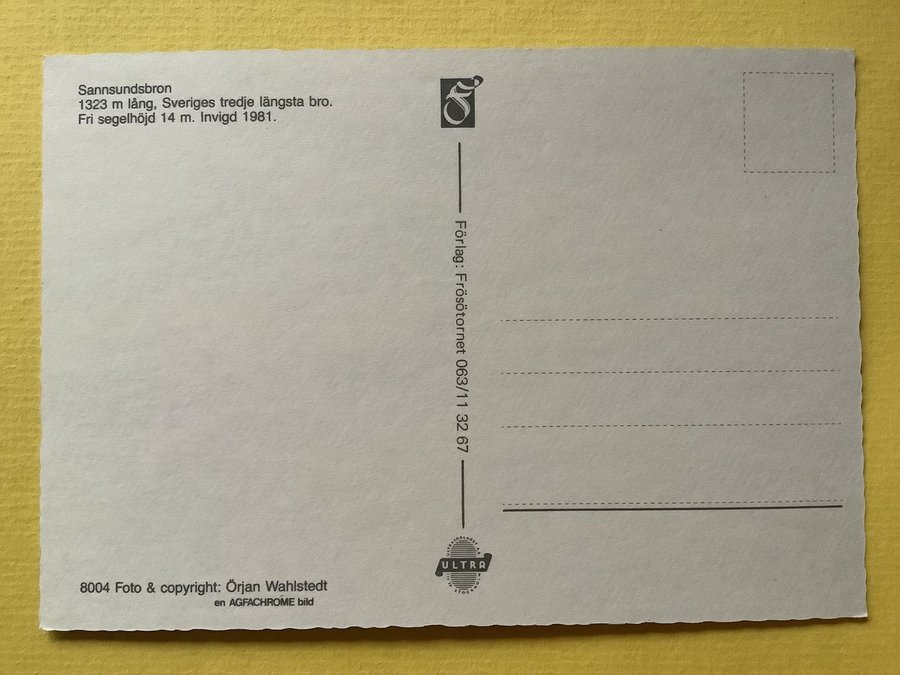 Sannsundsbron
1323 m lång, Sveriges tredje längsta bro.
Fri segelhöjd 14 m. Invigd 1981.
Förlag: Frösötornet 063/11 32 67
ULTRA
8004 Foto & copyright: Örjan Wahlstedt
en AGFACHROME bild